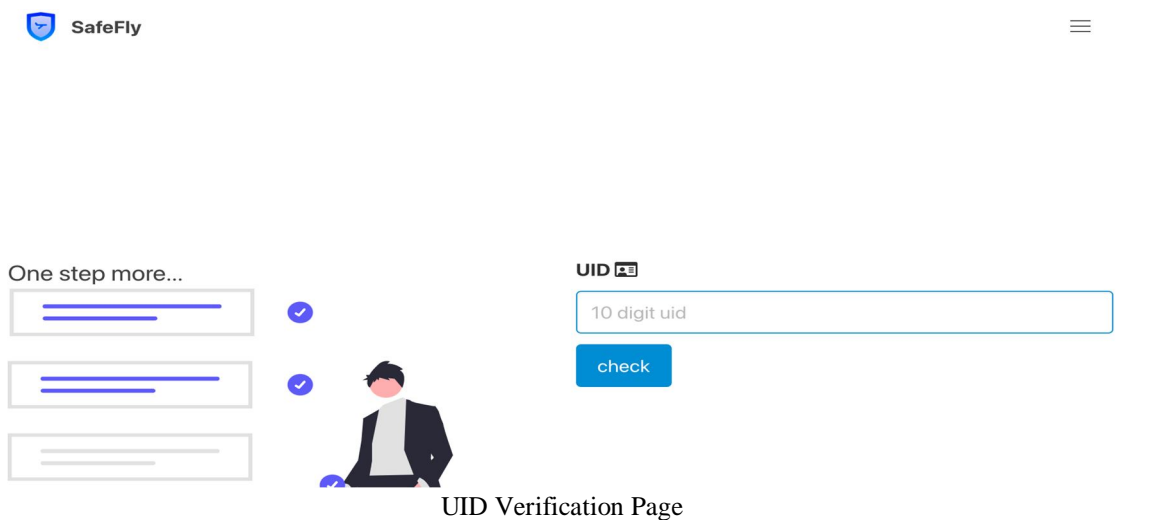 SafeFly
One step more...
UID
10 digit uid
check
UID Verification Page